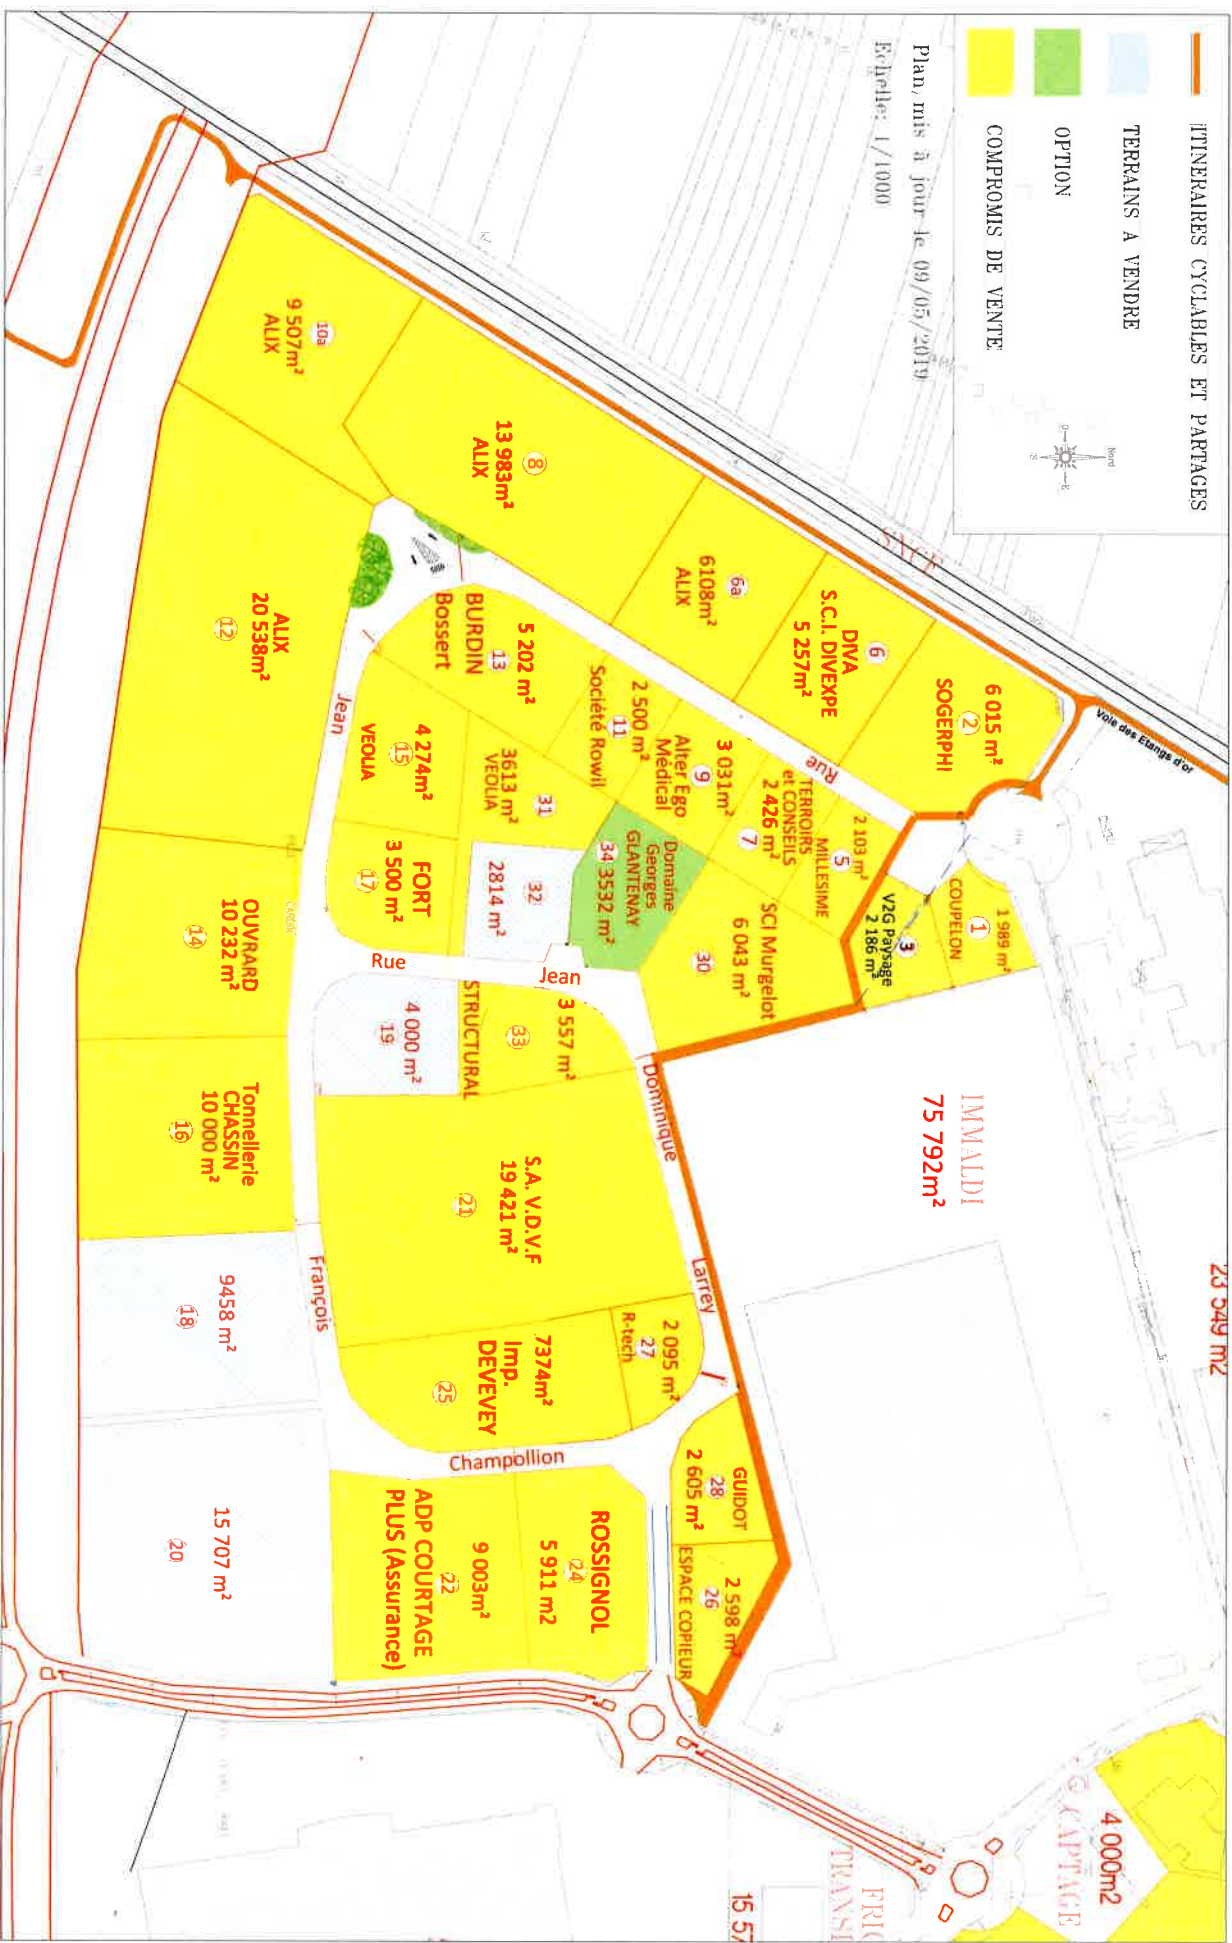 ITINERAIRES CYCLABLES ET PARTAGES
TERRAINS A VENDRE
OPTION
COMPROMIS DE VENTE
Plan, mis à jour le 09/05/2019
Echelle: 1/1000
Nord
O
E
S
SNCF
Voie des Etangs d'or
10a
9 507m²
ALIX
8
13 983m²
ALIX
6a
6108m²
ALIX
6
DIVA
S.C.I. DIVEXPE
5 257m²
6 015 m²
2
SOGERPHI
1 989 m²
1
COUPELON
3
V2G Paysage
2 186 m²
2 103 m²
5
MILLESIME
TERROIRS
et CONSEILS
2 426 m²
7
3 031m²
9
Alter Ego
Médical
2 500 m²
11
Société Rowil
5 202 m²
13
BURDIN
Bossert
Rue
Jean
4 274m²
15
VEOLIA
31
3613 m²
VEOLIA
32
2814 m²
Domaine
Georges
GLANTENAY
34 3532 m²
SCI Murgelot
6 043 m²
30
FORT
3 500 m²
17
ALIX
20 538m²
12
OUVRARD
10 232 m²
14
Tonnellerie
CHASSIN
10 000 m²
16
Rue
Jean
Dominique
Larrey
3 557 m²
33
STRUCTURAL
4 000 m²
19
S.A. V.D.V.F
19 421 m²
21
IMMALDI
75 792m²
23 549 m2
9458 m²
18
François
2 095 m²
27
R-tech
7374m²
Imp.
DEVEVEY
25
Champollion
GUIDOT
28
2 605 m²
2 598 m²
26
ESPACE COPIEUR
ROSSIGNOL
24
5 911 m2
9 003m²
22
ADP COURTAGE
PLUS (Assurance)
15 707 m²
20
4 000m2
CAPTAGE
15 57